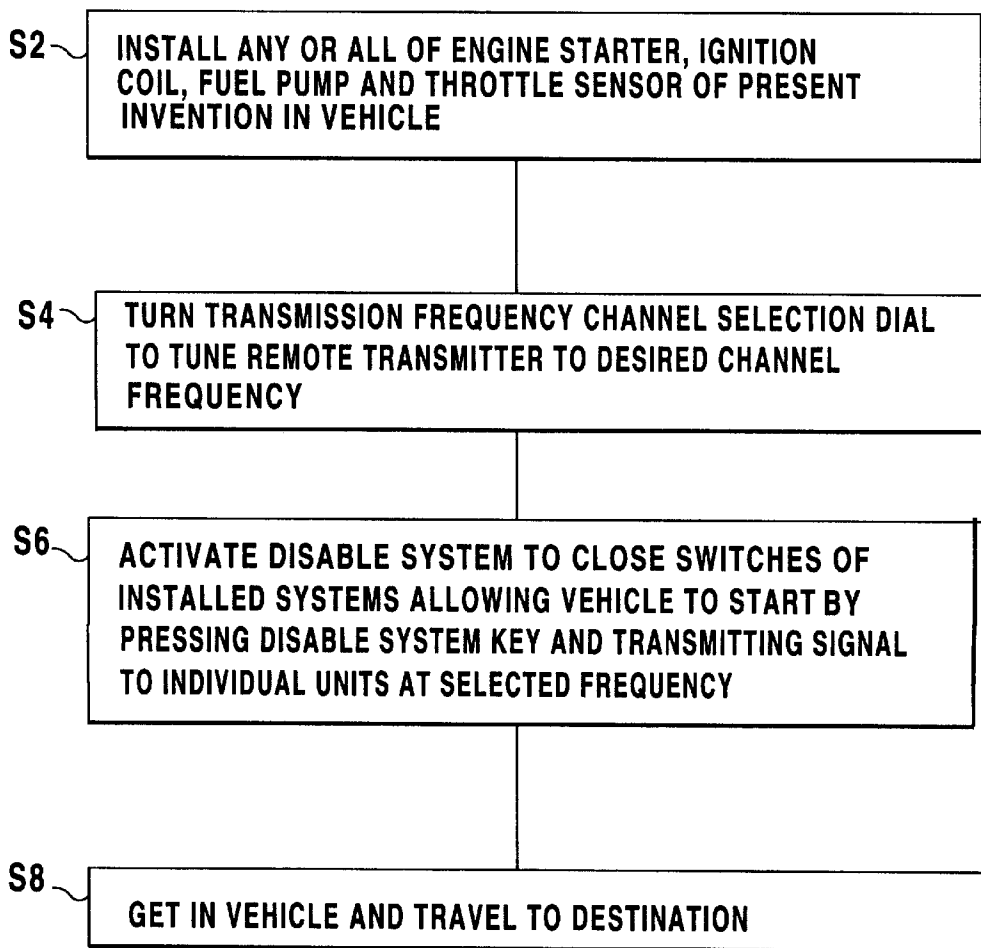 S2
INSTALL ANY OR ALL OF ENGINE STARTER, IGNITION
COIL, FUEL PUMP AND THROTTLE SENSOR OF PRESENT
INVENTION IN VEHICLE
S4
TURN TRANSMISSION FREQUENCY CHANNEL SELECTION DIAL
TO TUNE REMOTE TRANSMITTER TO DESIRED CHANNEL
FREQUENCY
S6
ACTIVATE DISABLE SYSTEM TO CLOSE SWITCHES OF
INSTALLED SYSTEMS ALLOWING VEHICLE TO START BY
PRESSING DISABLE SYSTEM KEY AND TRANSMITTING SIGNAL
TO INDIVIDUAL UNITS AT SELECTED FREQUENCY
S8
GET IN VEHICLE AND TRAVEL TO DESTINATION